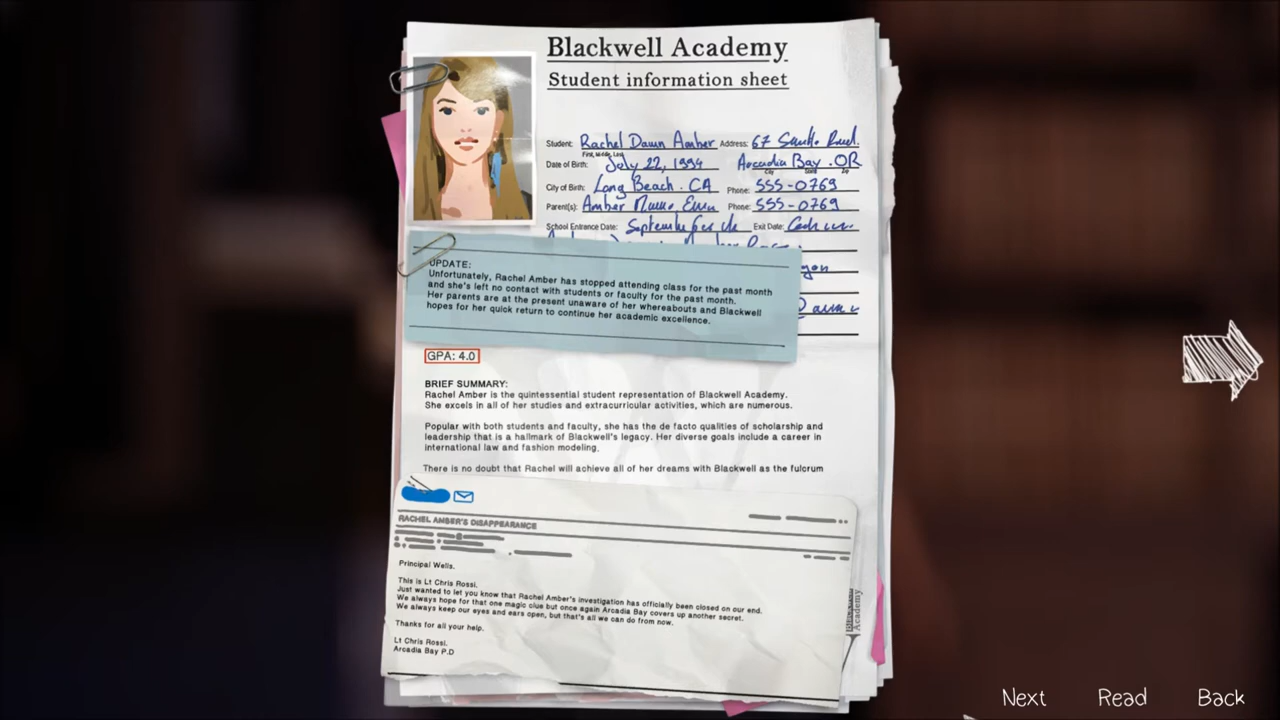 Blackwell Academy
Student information sheet
Student: Rachel Dawn Amber Address: 67
First, Middle, Last
Date of Birth: July 22, 1994 Arcadia Bay. OR
City State Zip
City of Birth: Long Beach. CA Phone: 555-0769
Parent(s): Amber Phone: 555-0769
School Entrance Date: Exit Date:
UPDATE:
Unfortunately, Rachel Amber has stopped attending class for the past month
and she's left no contact with students or faculty for the past month.
Her parents are at the present unaware of her whereabouts and Blackwell
hopes for her quick return to continue her academic excellence.
GPA: 4.0
BRIEF SUMMARY:
Rachel Amber is the quintessential student representation of Blackwell Academy.
She excels in all of her studies and extracurricular activities, which are numerous.
Popular with both students and faculty, she has the de facto qualities of scholarship and
leadership that is a hallmark of Blackwell's legacy. Her diverse goals include a career in
international law and fashion modeling.
There is no doubt that Rachel will achieve all of her dreams with Blackwell as the fulcrum
RACHEL AMBER'S DISAPPEARANCE
Principal Wells.
This is Lt Chris Rossi.
Just wanted to let you know that Rachel Amber's investigation has officially been closed on our end.
We always hope for that one magic clue but once again Arcadia Bay covers up another secret.
We always keep our eyes and ears open, but that's all we can do from now.
Thanks for all your help.
Lt Chris Rossi.
Arcadia Bay P.D
Blackwell
Academy
Next Read Back